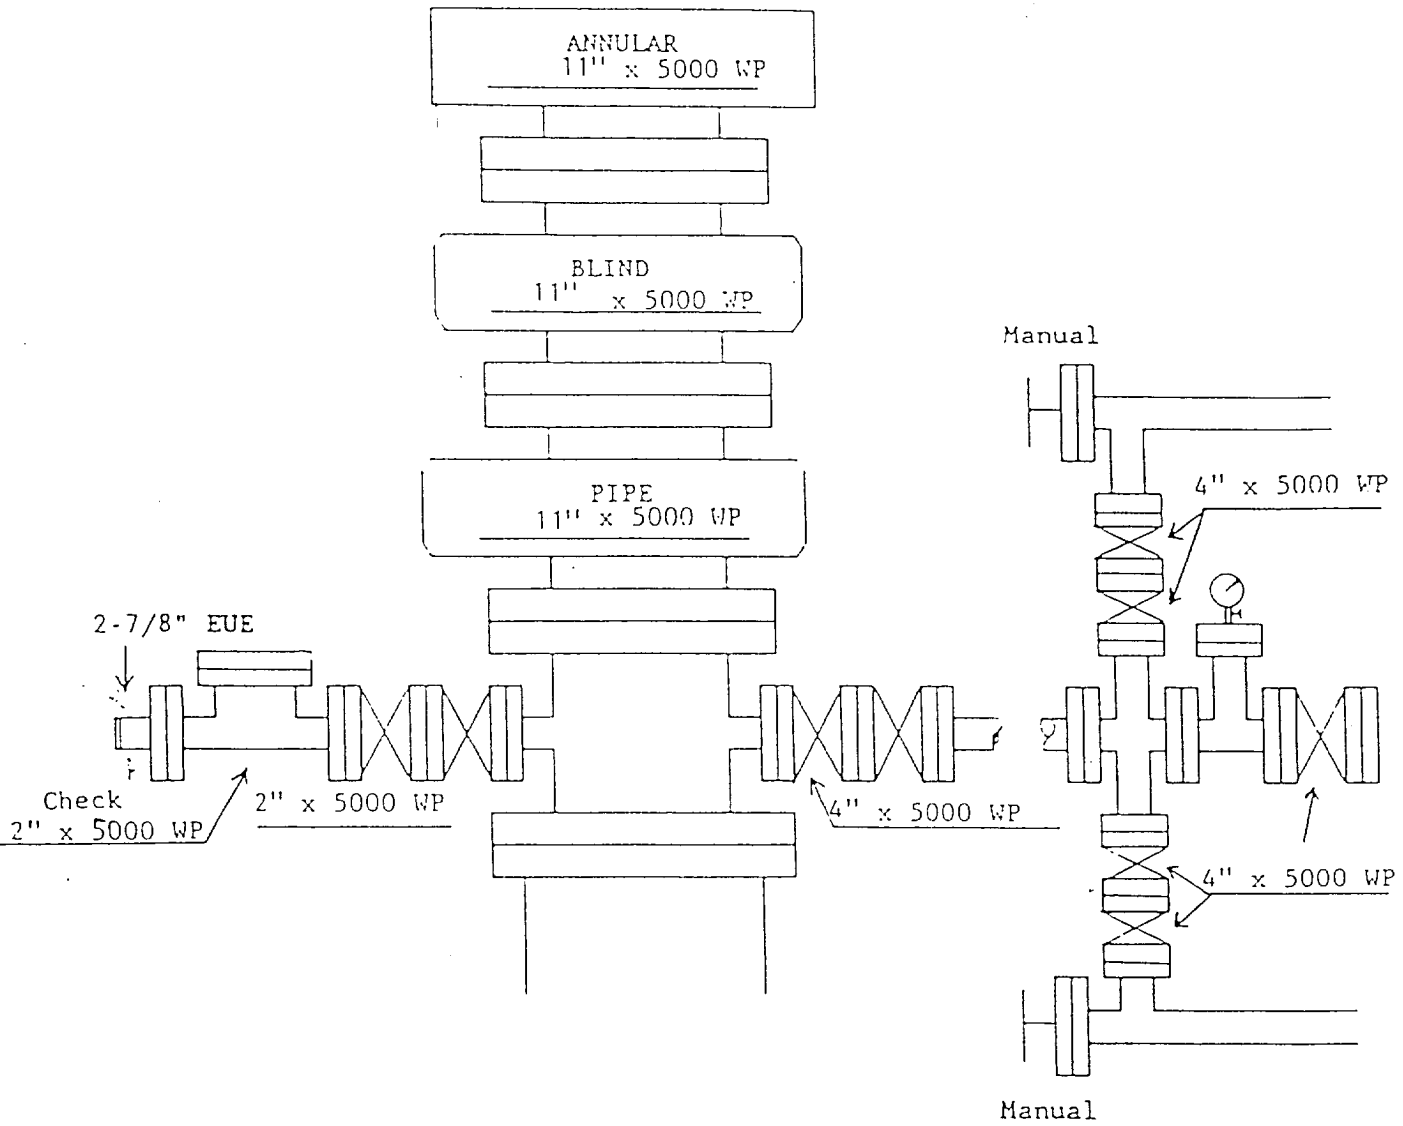 ANNULAR
11" x 5000 WP
BLIND
11" x 5000 WP
Manual
PIPE
11" x 5000 WP
4" x 5000 WP
2-7/8" EUE
Check
2" x 5000 WP
2" x 5000 WP
4" x 5000 WP
4" x 5000 WP
Manual